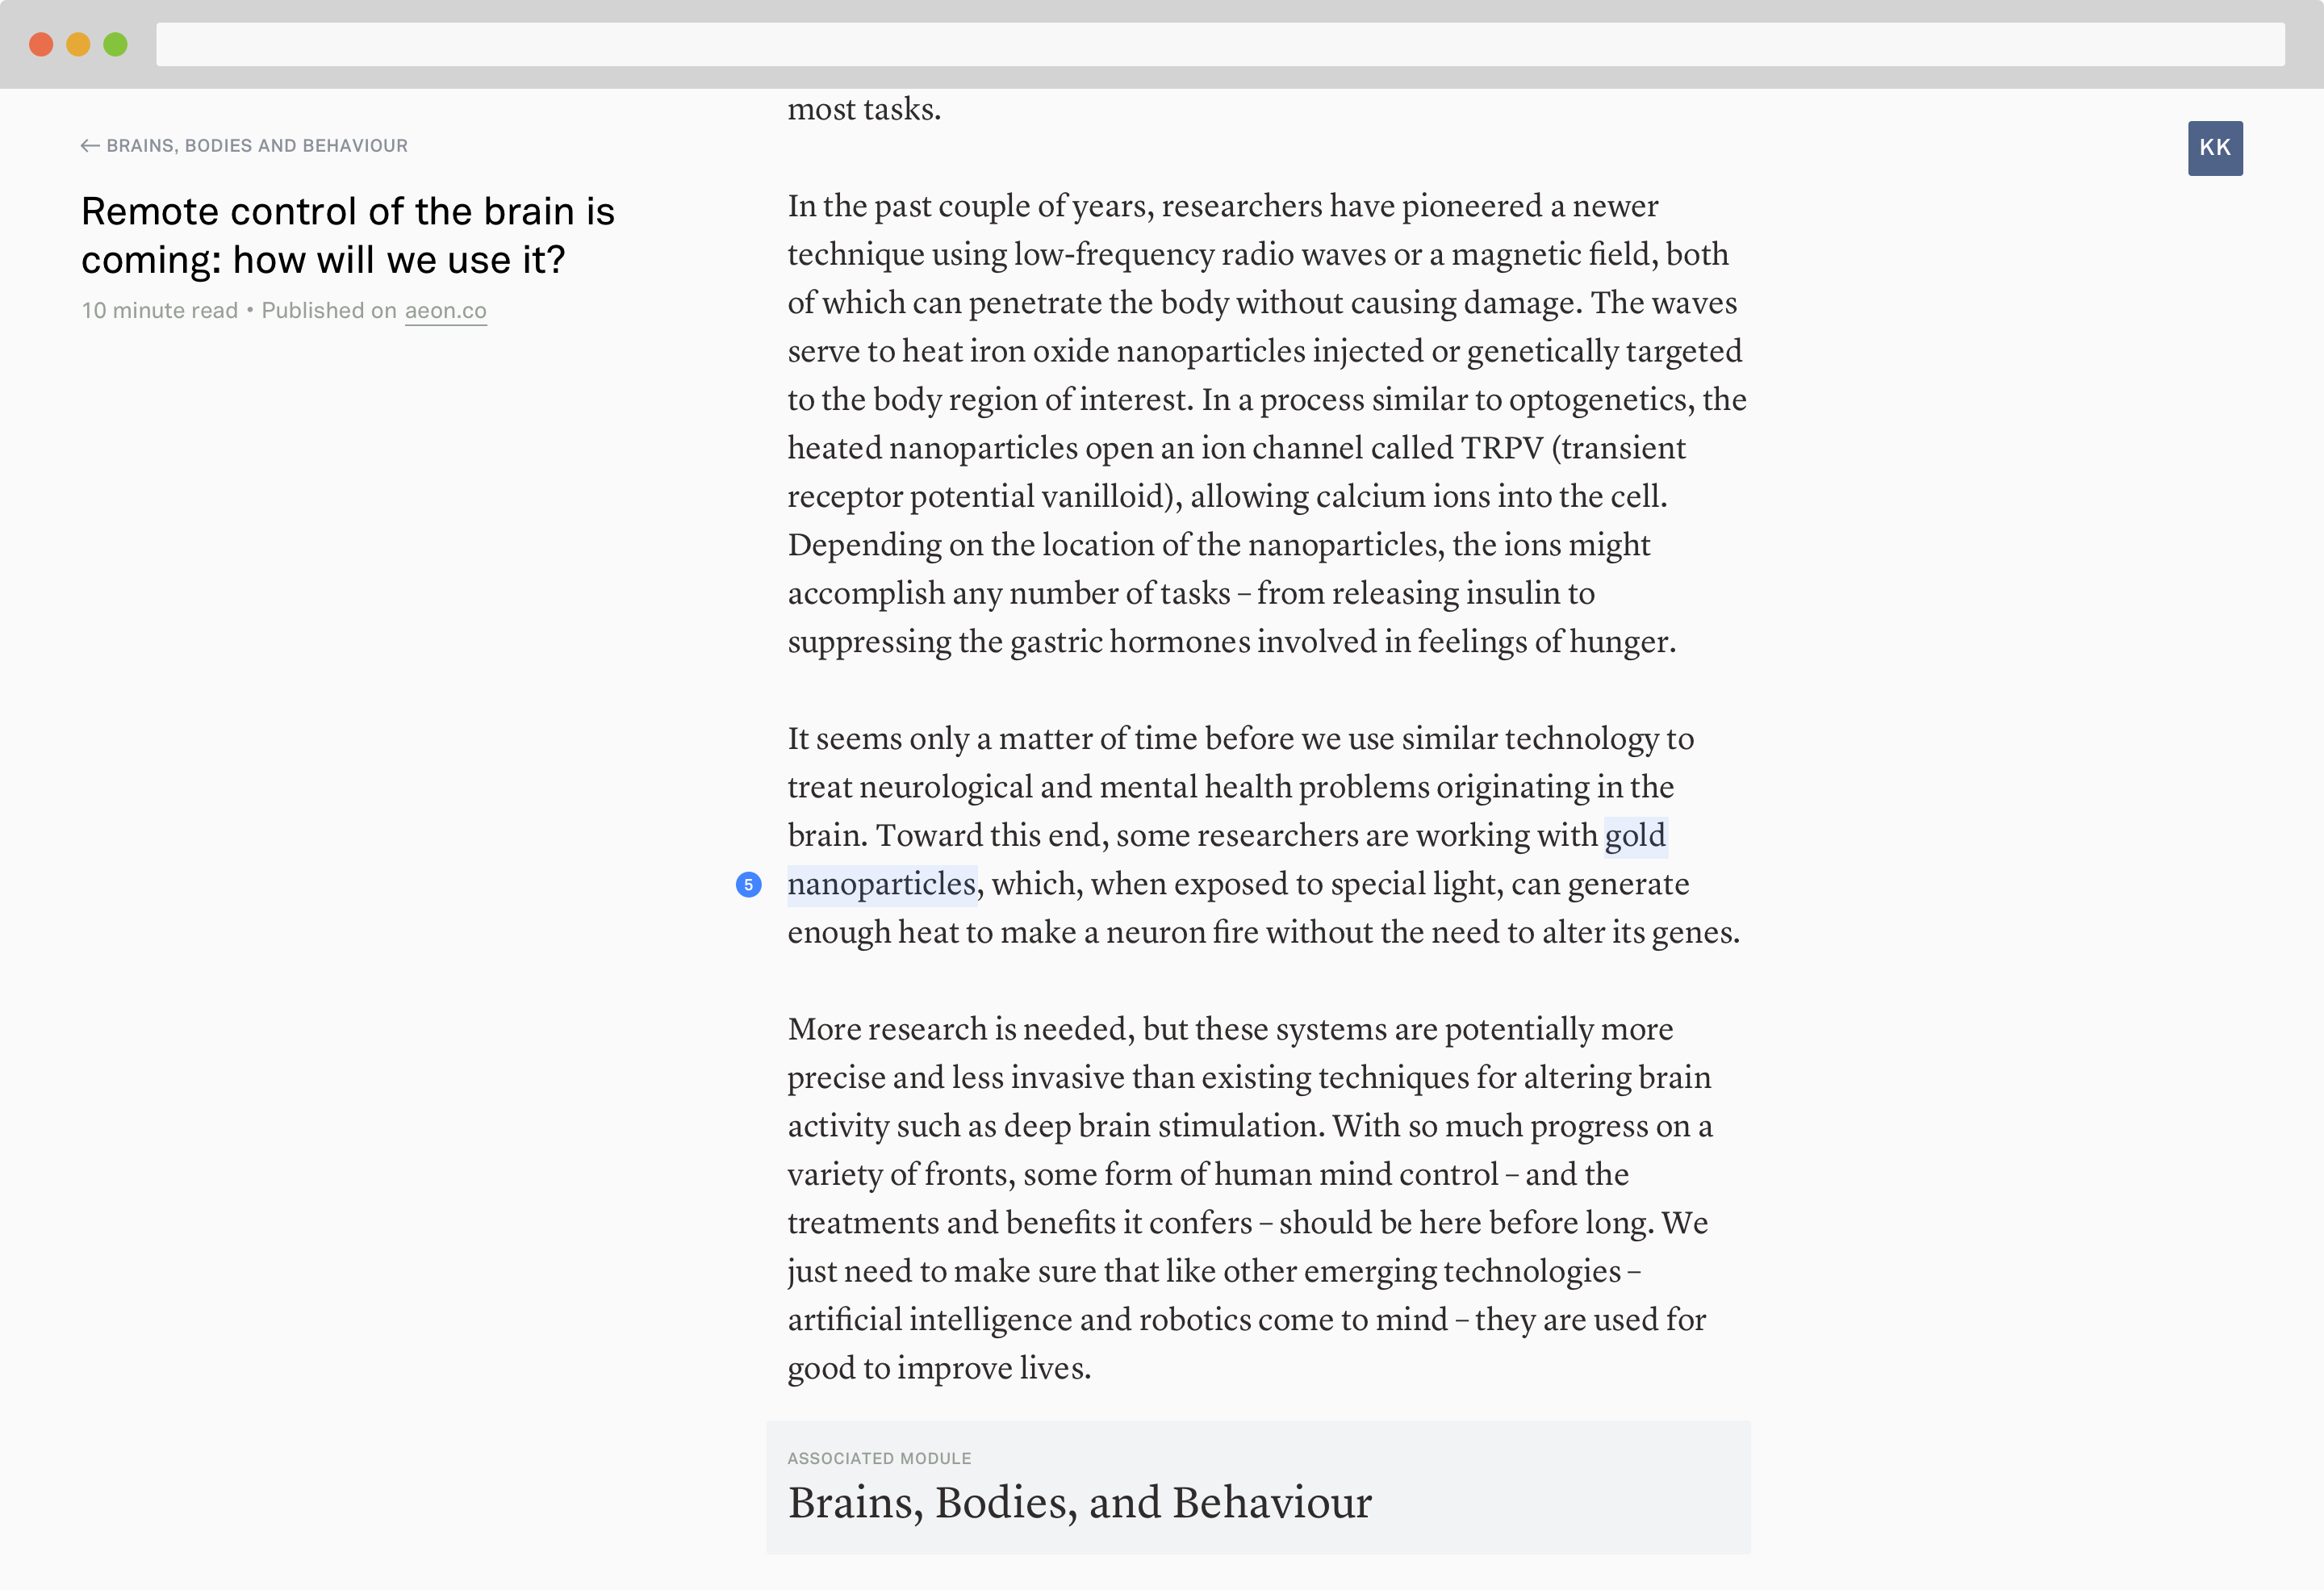 ← BRAINS, BODIES AND BEHAVIOUR
Remote control of the brain is
coming: how will we use it?
10 minute read • Published on aeon.co
KK
most tasks.
In the past couple of years, researchers have pioneered a newer
technique using low-frequency radio waves or a magnetic field, both
of which can penetrate the body without causing damage. The waves
serve to heat iron oxide nanoparticles injected or genetically targeted
to the body region of interest. In a process similar to optogenetics, the
heated nanoparticles open an ion channel called TRPV (transient
receptor potential vanilloid), allowing calcium ions into the cell.
Depending on the location of the nanoparticles, the ions might
accomplish any number of tasks – from releasing insulin to
suppressing the gastric hormones involved in feelings of hunger.
It seems only a matter of time before we use similar technology to
treat neurological and mental health problems originating in the
brain. Toward this end, some researchers are working with gold
5 nanoparticles, which, when exposed to special light, can generate
enough heat to make a neuron fire without the need to alter its genes.
More research is needed, but these systems are potentially more
precise and less invasive than existing techniques for altering brain
activity such as deep brain stimulation. With so much progress on a
variety of fronts, some form of human mind control – and the
treatments and benefits it confers – should be here before long. We
just need to make sure that like other emerging technologies –
artificial intelligence and robotics come to mind – they are used for
good to improve lives.
ASSOCIATED MODULE
Brains, Bodies, and Behaviour